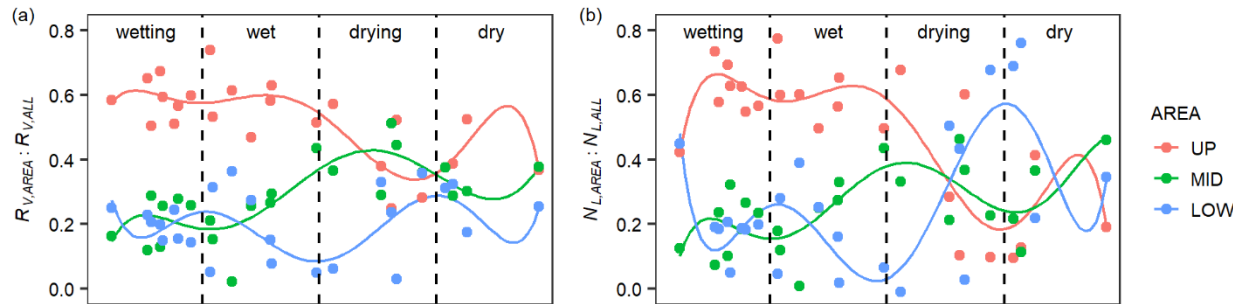 (a)
wetting wet drying dry
0.8
0.6
0.4
0.2
0.0
R_{V,AREA} : R_{V,ALL}
(b)
wetting wet drying dry
0.8
0.6
0.4
0.2
0.0
N_{L,AREA} : N_{L,ALL}
AREA
UP
MID
LOW